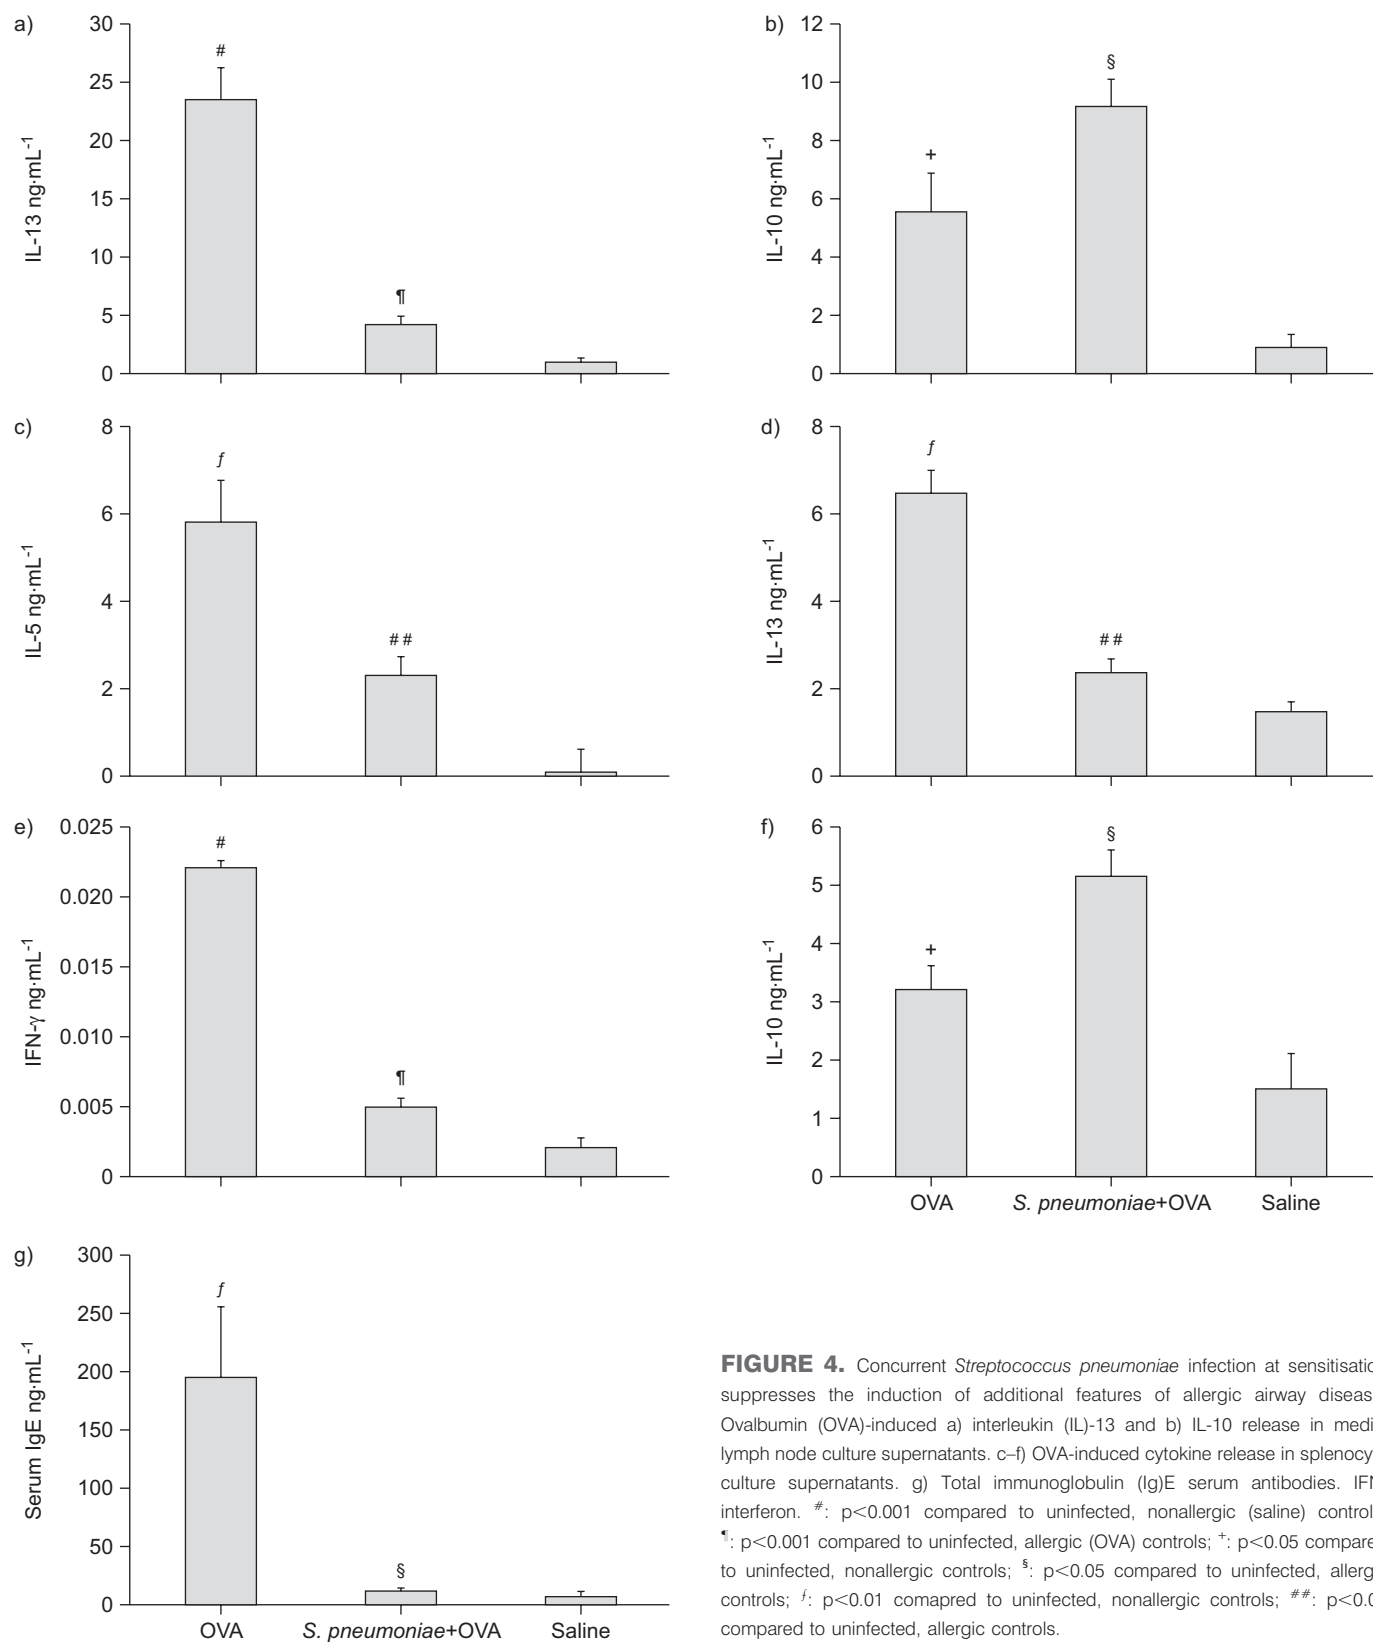 a)
30
25
20
15
10
5
0
IL-13 ng·mL-1
#
¶
b)
12
10
8
6
4
2
0
IL-10 ng·mL-1
+
§
c)
8
6
4
2
0
IL-5 ng·mL-1
ƒ
##
d)
8
6
4
2
0
IL-13 ng·mL-1
ƒ
##
e)
0.025
0.020
0.015
0.010
0.005
0
IFN-γ ng·mL-1
#
¶
f)
6
5
4
3
2
1
0
IL-10 ng·mL-1
+
§
OVA S. pneumoniae+OVA Saline
g)
300
250
200
150
100
50
0
Serum IgE ng·mL-1
ƒ
§
OVA S. pneumoniae+OVA Saline
FIGURE 4. Concurrent Streptococcus pneumoniae infection at
suppresses the induction of additional features of allergic airway
Ovalbumin (OVA)-induced a) interleukin (IL)-13 and b) IL-10 release in
lymph node culture supernatants. c–f) OVA-induced cytokine release in
culture supernatants. g) Total immunoglobulin (Ig)E serum antibodies.
interferon. #: p<0.001 compared to uninfected, nonallergic (saline)
¶: p<0.001 compared to uninfected, allergic (OVA) controls; +: p<0.05
to uninfected, nonallergic controls; §: p<0.05 compared to uninfected,
controls; ƒ: p<0.01 comapred to uninfected, nonallergic controls; ##:
compared to uninfected, allergic controls.